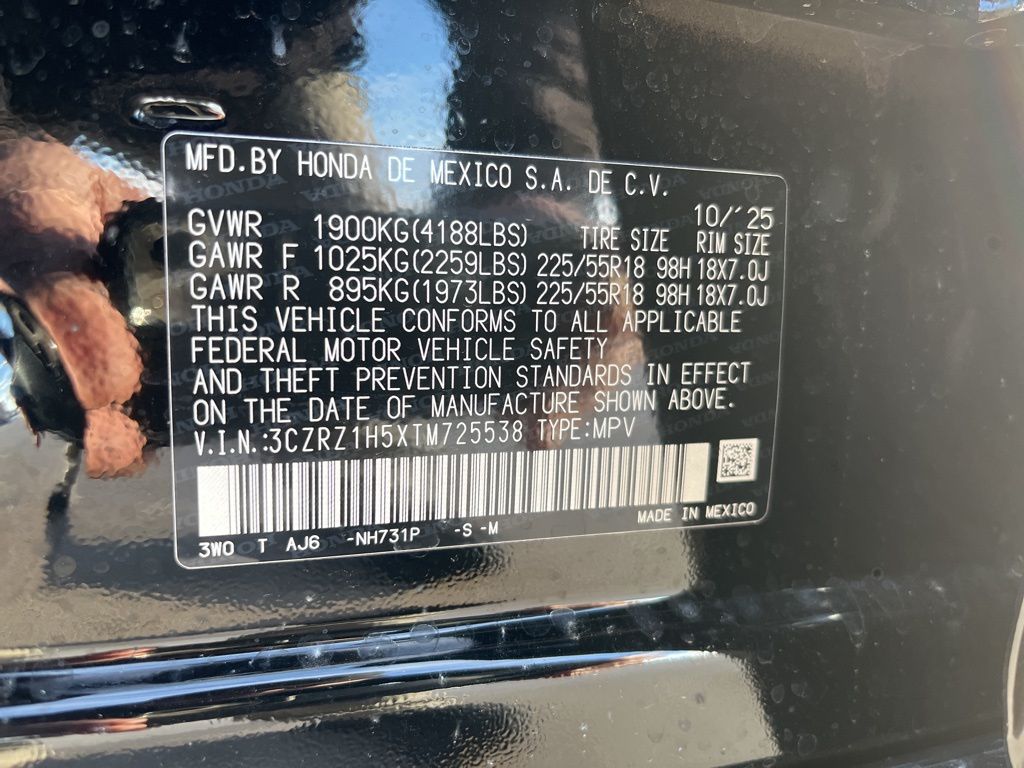 MFD.BY HONDA DE MEXICO S.A. DE C.V.
10/'25
GVWR 1900KG(4188LBS) TIRE SIZE RIM SIZE
GAWR F 1025KG(2259LBS) 225/55R18 98H 18X7.0J
GAWR R 895KG(1973LBS) 225/55R18 98H 18X7.0J
THIS VEHICLE CONFORMS TO ALL APPLICABLE
FEDERAL MOTOR VEHICLE SAFETY
AND THEFT PREVENTION STANDARDS IN EFFECT
ON THE DATE OF MANUFACTURE SHOWN ABOVE.
V.I.N.:3CZRZ1H5XTM725538 TYPE:MPV
MADE IN MEXICO
3W0 T AJ6 -NH731P -S -M